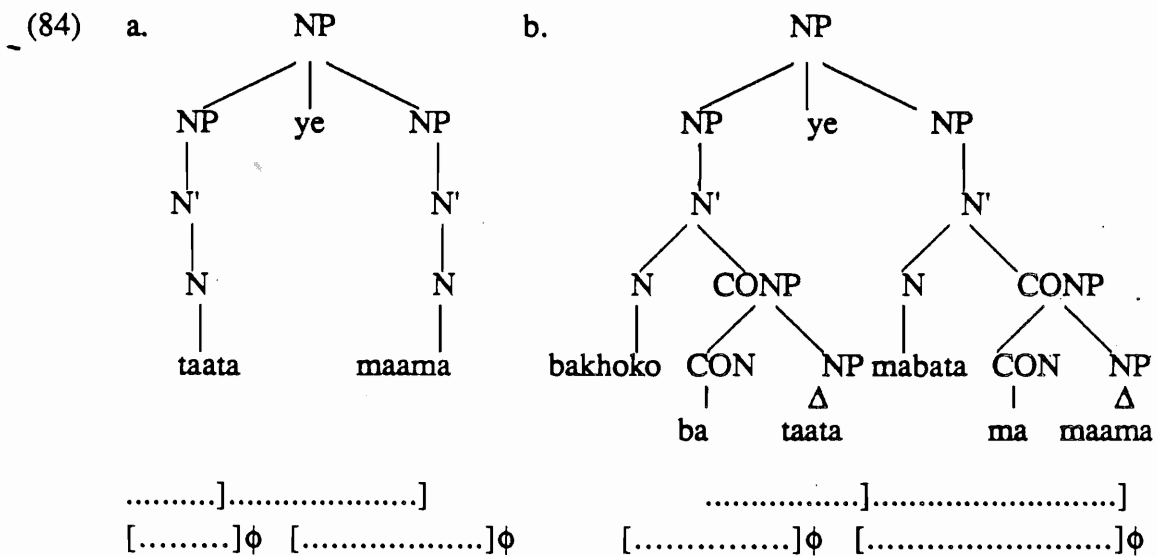 (84) a. NP b. NP
NP ye NP NP ye NP
N' N' N' N'
N N N CONP N CONP
taata maama bakhoko CON NP mabata CON NP
Δ Δ
ba taata ma maama
..........]....................] ................].........................]
[.........]ϕ [...................]ϕ [...............]ϕ [.........................]ϕ